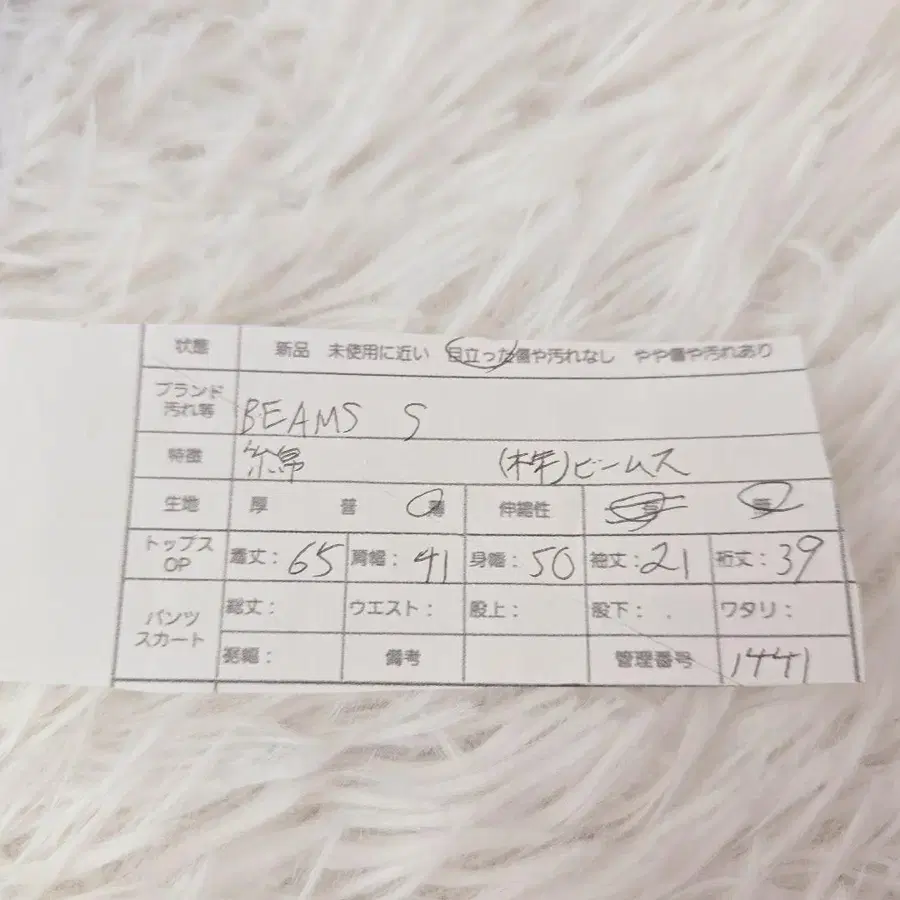 状態 新品 未使用に近い 目立った傷や汚れなし やや傷や汚れあり
ブランド
汚れ等 BEAMS S
特徴 綿 (株)ビームス
生地 厚 普 薄 伸縮性 有 無
トップス
OP 着丈：65 肩幅：41 身幅：50 袖丈：21 裄丈：39
パンツ
スカート 総丈： ウエスト： 股上： 股下： ワタリ：
裾幅： 備考 管理番号 1441